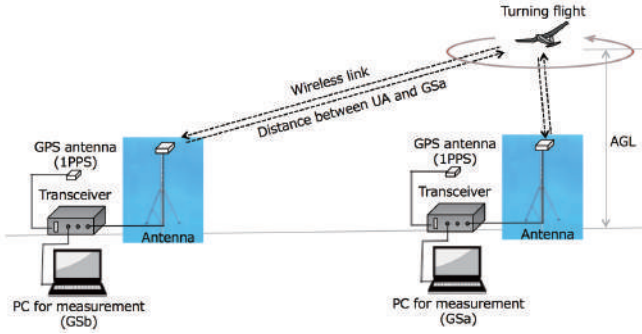 Turning flight
Wireless link
Distance between UA and GSa
AGL
GPS antenna
(1PPS)
Transceiver
Antenna
PC for measurement
(GSb)
GPS antenna
(1PPS)
Transceiver
Antenna
PC for measurement
(GSa)